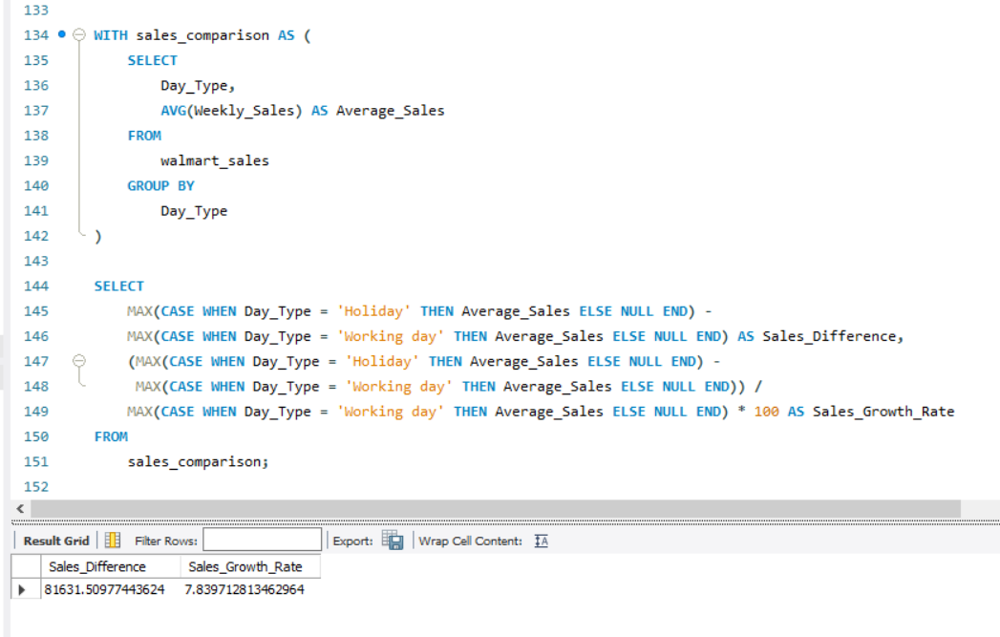 133
134 WITH sales_comparison AS (
135 SELECT
136 Day_Type,
137 AVG(Weekly_Sales) AS Average_Sales
138 FROM
139 walmart_sales
140 GROUP BY
141 Day_Type
142 )
143
144 SELECT
145 MAX(CASE WHEN Day_Type = 'Holiday' THEN Average_Sales ELSE NULL END) -
146 MAX(CASE WHEN Day_Type = 'Working day' THEN Average_Sales ELSE NULL END) AS Sales_Difference,
147 (MAX(CASE WHEN Day_Type = 'Holiday' THEN Average_Sales ELSE NULL END) -
148 MAX(CASE WHEN Day_Type = 'Working day' THEN Average_Sales ELSE NULL END)) /
149 MAX(CASE WHEN Day_Type = 'Working day' THEN Average_Sales ELSE NULL END) * 100 AS Sales_Growth_Rate
150 FROM
151 sales_comparison;
152
Result Grid Filter Rows: Export: Wrap Cell Content:
Sales_Difference Sales_Growth_Rate
81631.50977443624 7.839712813462964